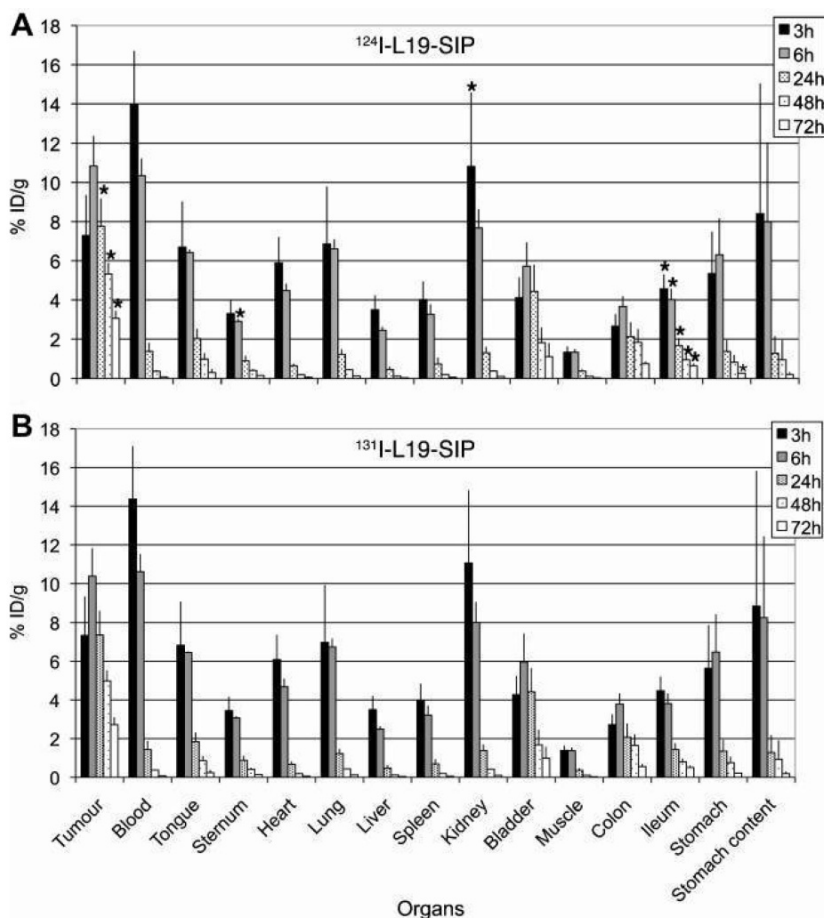 A
¹²⁴I-L19-SIP
3h
6h
24h
48h
72h
% ID/g
18
16
14
12
10
8
6
4
2
0
* * * * * * * * * * *
B
¹³¹I-L19-SIP
3h
6h
24h
48h
72h
% ID/g
18
16
14
12
10
8
6
4
2
0
Tumour
Blood
Tongue
Sternum
Heart
Lung
Liver
Spleen
Kidney
Bladder
Muscle
Colon
Ileum
Stomach
Stomach content
Organs